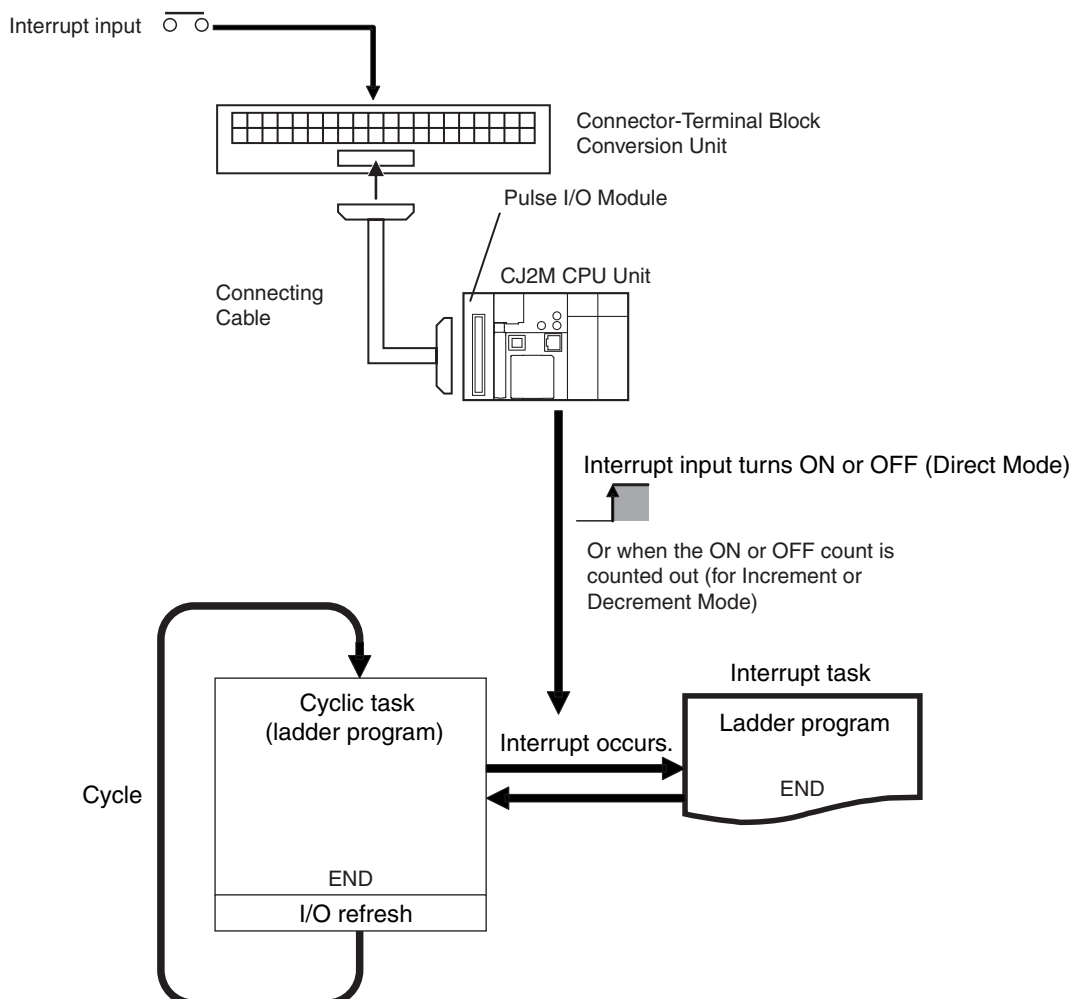 Interrupt input
Connector-Terminal Block
Conversion Unit
Pulse I/O Module
CJ2M CPU Unit
Connecting
Cable
Interrupt input turns ON or OFF (Direct Mode)
Or when the ON or OFF count is
counted out (for Increment or
Decrement Mode)
Interrupt task
Cyclic task
(ladder program)
Ladder program
Interrupt occurs.
END
Cycle
END
I/O refresh